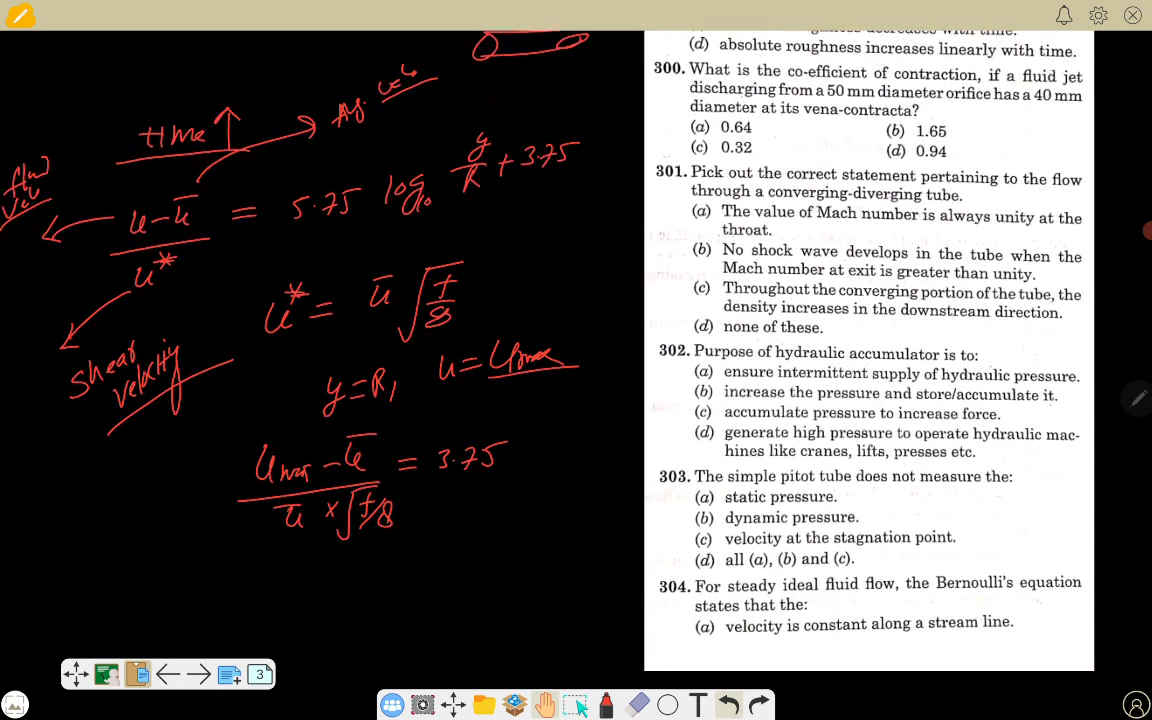 time ↑
Avg. vel
fluid
vel
u - ū / u* = 5.75 log10 y/R + 3.75
u* = ū √f/8
shear
velocity
y = R, u = Umax
Umax - ū / ū × √f/8 = 3.75
3
(d) absolute roughness increases linearly with time.
300. What is the co-efficient of contraction, if a fluid jet
discharging from a 50 mm diameter orifice has a 40 mm
diameter at its vena-contracta?
(a) 0.64 (b) 1.65
(c) 0.32 (d) 0.94
301. Pick out the correct statement pertaining to the flow
through a converging-diverging tube.
(a) The value of Mach number is always unity at the
throat.
(b) No shock wave develops in the tube when the
Mach number at exit is greater than unity.
(c) Throughout the converging portion of the tube, the
density increases in the downstream direction.
(d) none of these.
302. Purpose of hydraulic accumulator is to:
(a) ensure intermittent supply of hydraulic pressure.
(b) increase the pressure and store/accumulate it.
(c) accumulate pressure to increase force.
(d) generate high pressure to operate hydraulic mac-
hines like cranes, lifts, presses etc.
303. The simple pitot tube does not measure the:
(a) static pressure.
(b) dynamic pressure.
(c) velocity at the stagnation point.
(d) all (a), (b) and (c).
304. For steady ideal fluid flow, the Bernoulli's equation
states that the:
(a) velocity is constant along a stream line.